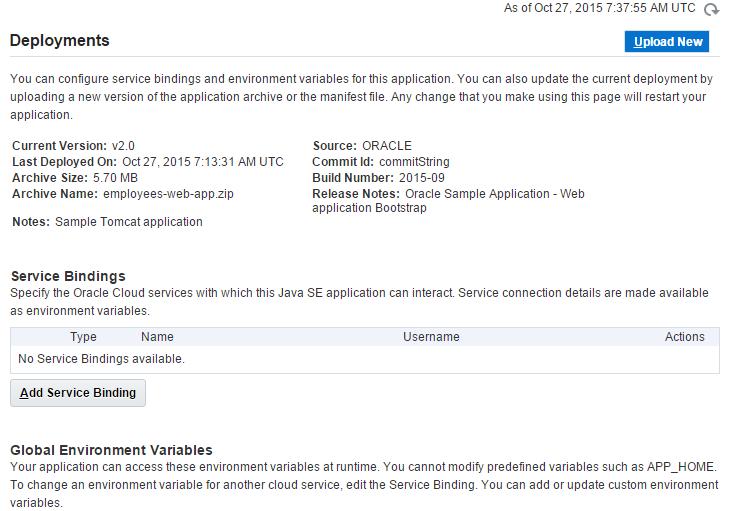 As of Oct 27, 2015 7:37:55 AM UTC
Deployments
Upload New
You can configure service bindings and environment variables for this application. You can also update the current deployment by
uploading a new version of the application archive or the manifest file. Any change that you make using this page will restart your
application.
Current Version: v2.0
Source: ORACLE
Last Deployed On: Oct 27, 2015 7:13:31 AM UTC
Commit Id: commitString
Archive Size: 5.70 MB
Build Number: 2015-09
Archive Name: employees-web-app.zip
Release Notes: Oracle Sample Application - Web
application Bootstrap
Notes: Sample Tomcat application
Service Bindings
Specify the Oracle Cloud services with which this Java SE application can interact. Service connection details are made available
as environment variables.
Type Name Username Actions
No Service Bindings available.
Add Service Binding
Global Environment Variables
Your application can access these environment variables at runtime. You cannot modify predefined variables such as APP_HOME.
To change an environment variable for another cloud service, edit the Service Binding. You can add or update custom environment
variables.